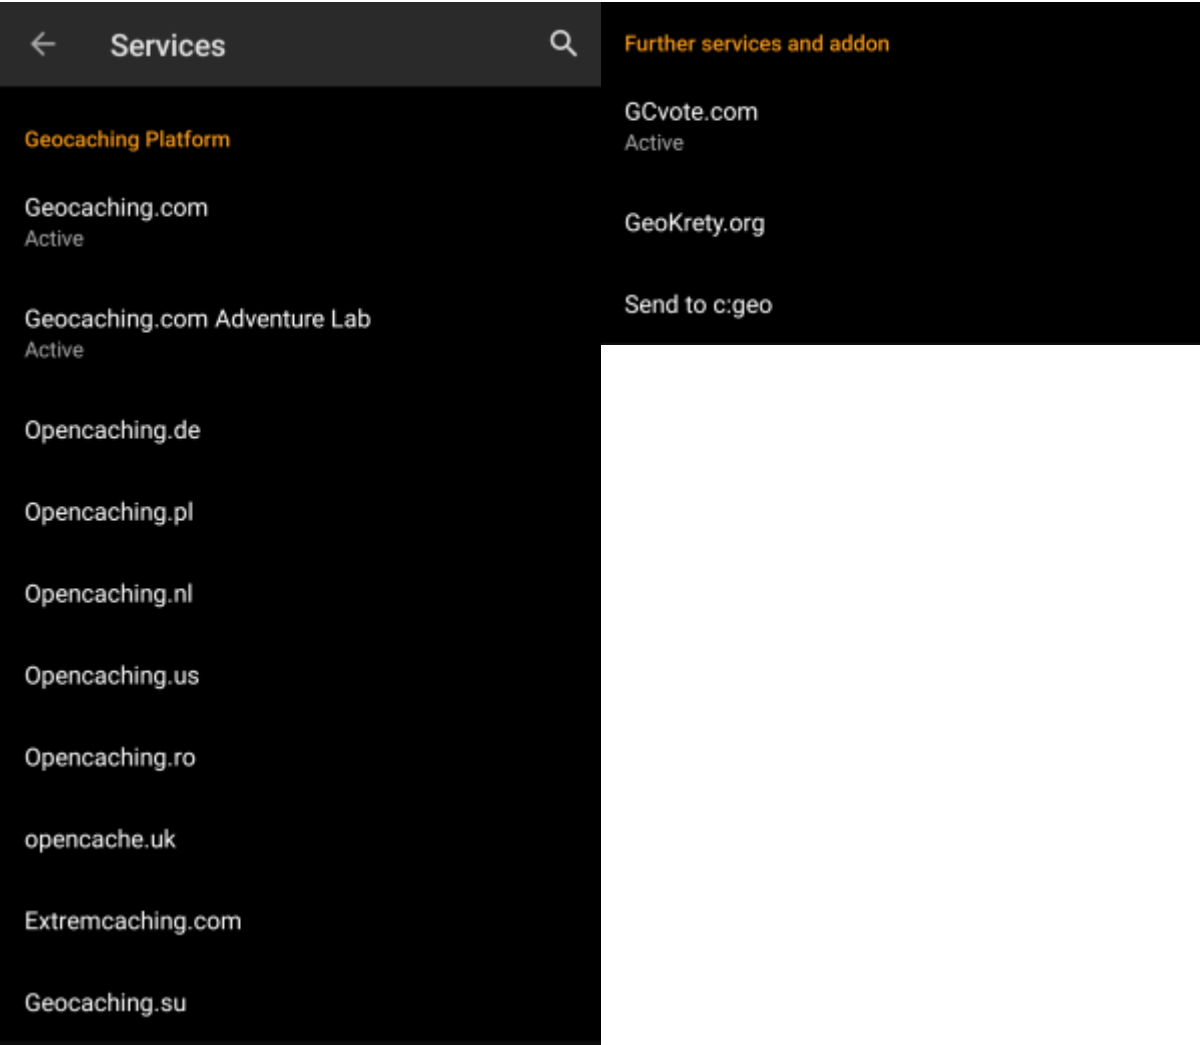 Services
Geocaching Platform
Geocaching.com
Active
Geocaching.com Adventure Lab
Active
Opencaching.de
Opencaching.pl
Opencaching.nl
Opencaching.us
Opencaching.ro
opencache.uk
Extremcaching.com
Geocaching.su
Further services and addon
GCvote.com
Active
GeoKrety.org
Send to c:geo